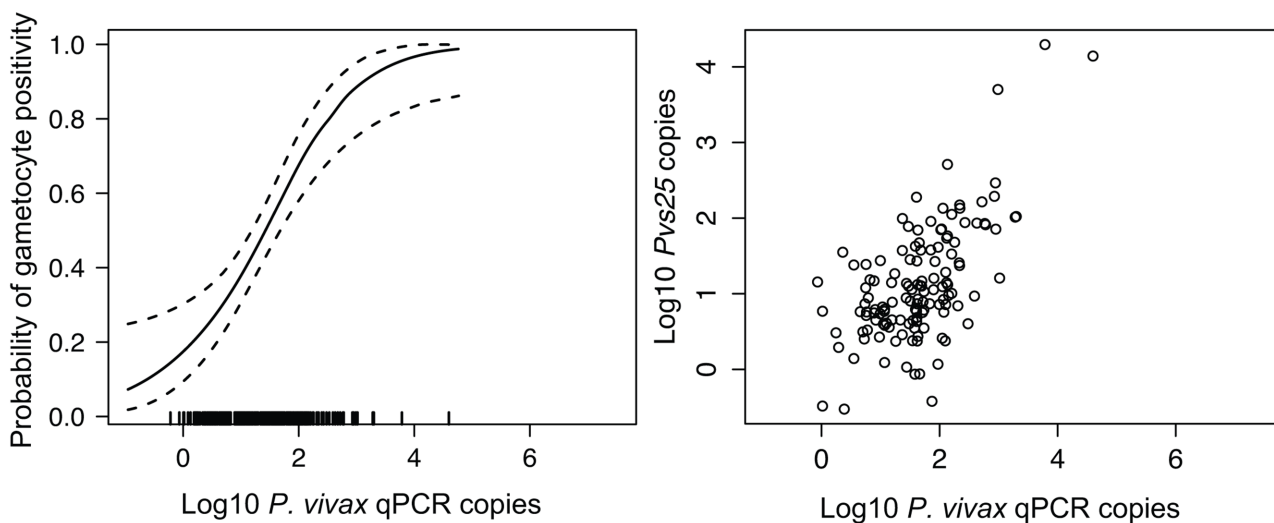 Probability of gametocyte positivity
1.0
0.8
0.6
0.4
0.2
0.0
0 2 4 6
Log10 P. vivax qPCR copies
Log10 Pvs25 copies
4
3
2
1
0
0 2 4 6
Log10 P. vivax qPCR copies